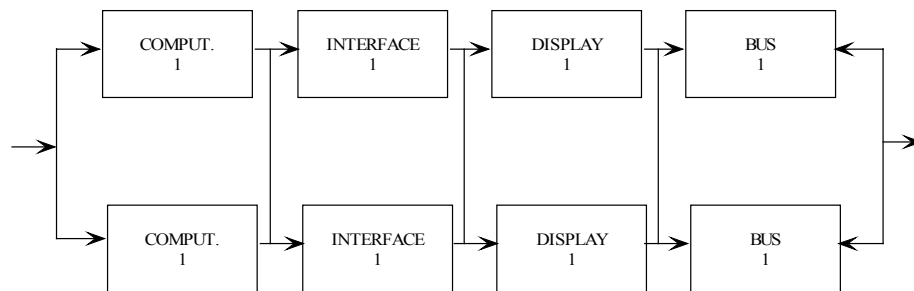 COMPUT.
1
INTERFACE
1
DISPLAY
1
BUS
1
COMPUT.
1
INTERFACE
1
DISPLAY
1
BUS
1